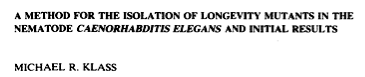 A METHOD FOR THE ISOLATION OF LONGEVITY MUTANTS IN THE
NEMATODE CAENORHABDITIS ELEGANS AND INITIAL RESULTS
MICHAEL R. KLASS